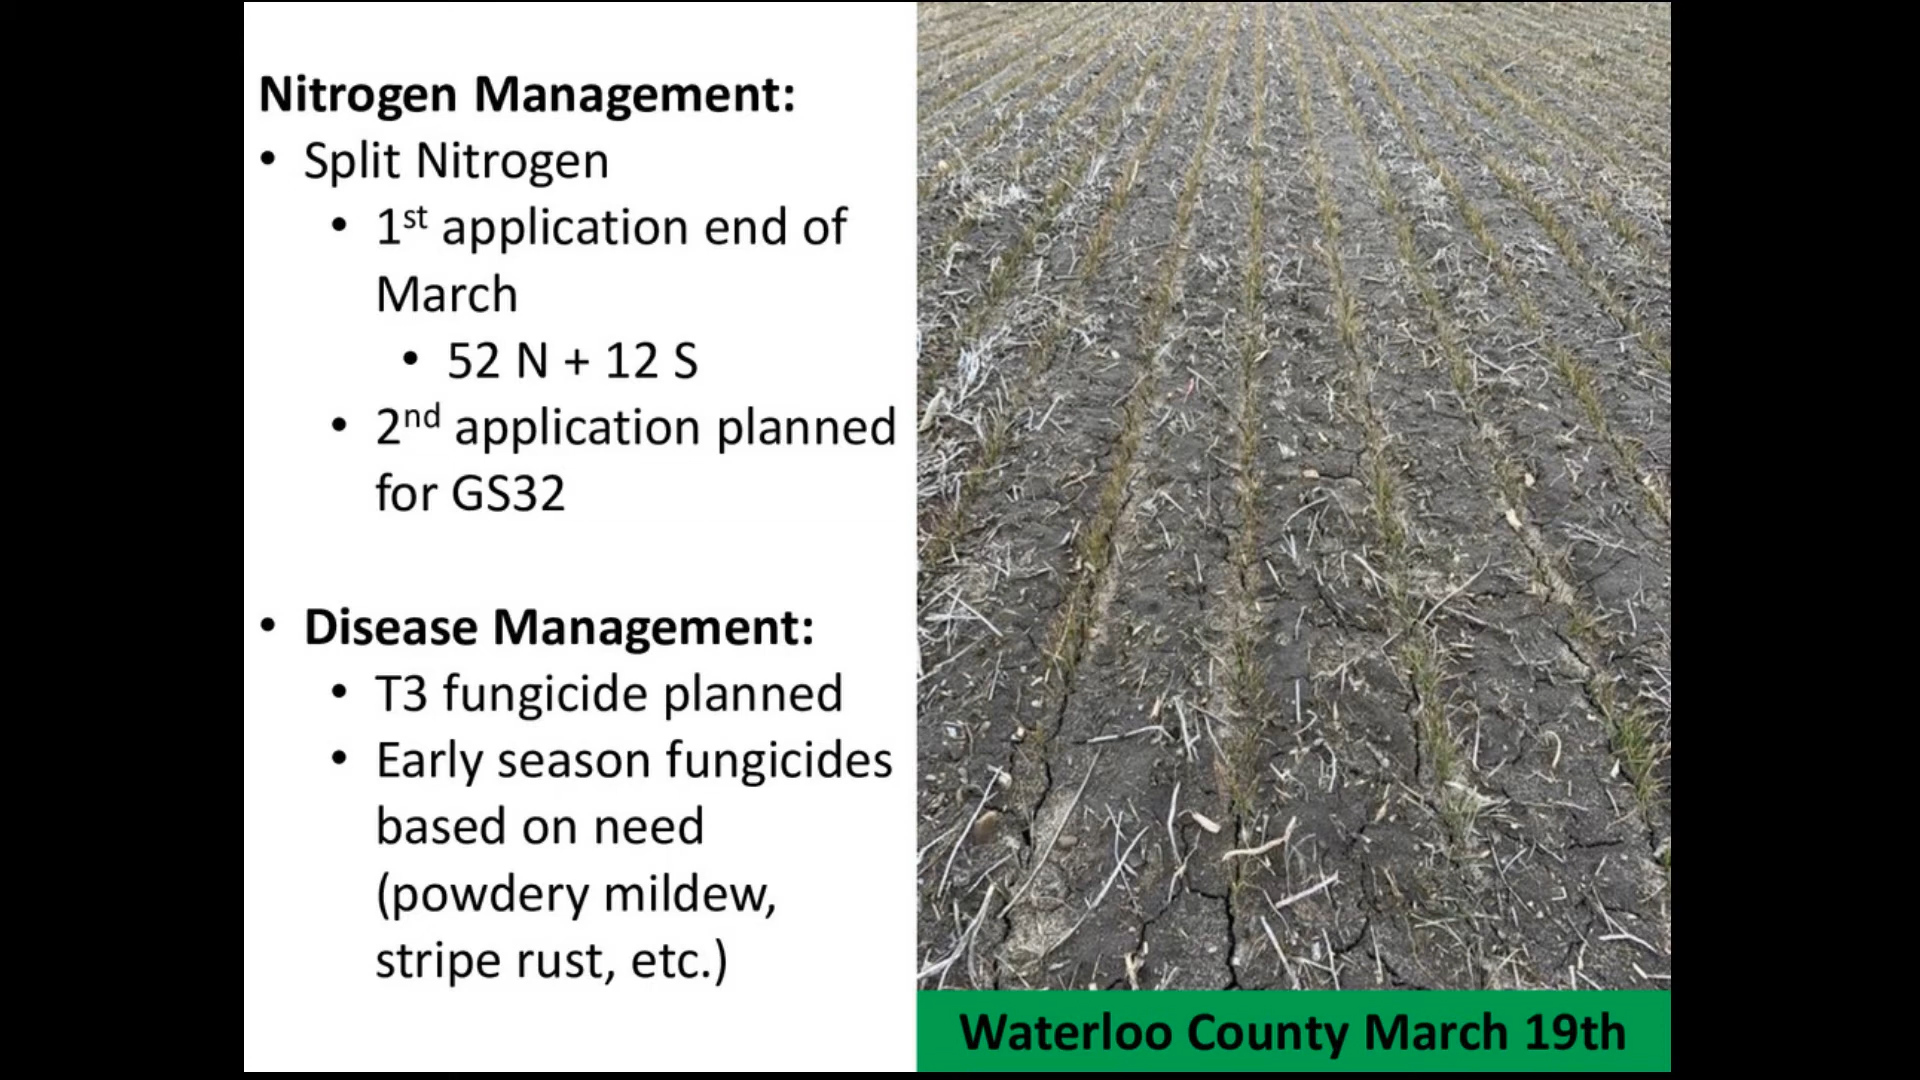 Nitrogen Management:
• Split Nitrogen
• 1st application end of
March
• 52 N + 12 S
• 2nd application planned
for GS32
• Disease Management:
• T3 fungicide planned
• Early season fungicides
based on need
(powdery mildew,
stripe rust, etc.)
Waterloo County March 19th